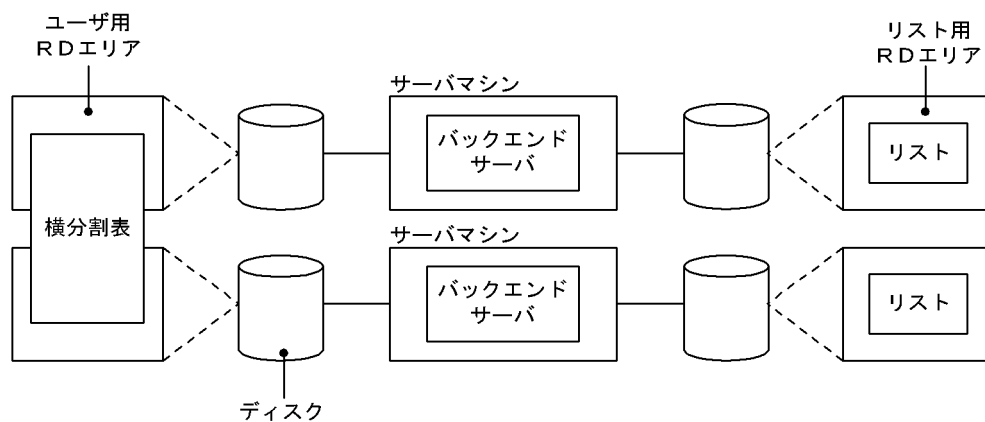 ユーザ用
ＲＤエリア
リスト用
ＲＤエリア
サーバマシン
バックエンド
サーバ
リスト
横分割表
サーバマシン
バックエンド
サーバ
リスト
ディスク